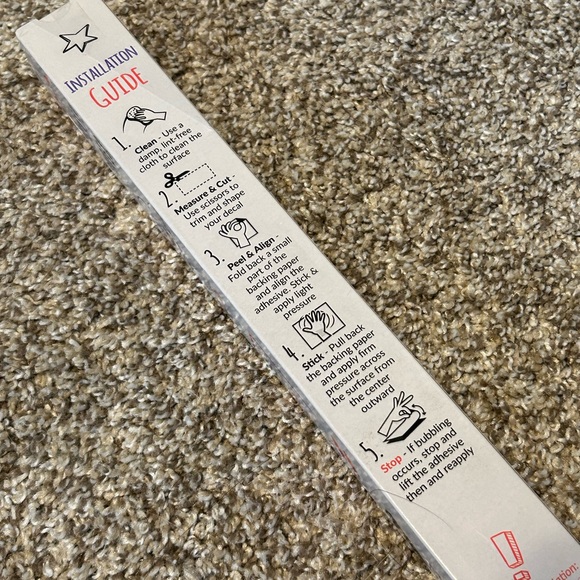 INSTALLATION
GUIDE
1. Clean - Use a
damp, lint-free
cloth to clean the
surface
2. Measure & Cut -
Use scissors to
trim and shape
your decal
3. Peel & Align -
Fold back a small
part of the
backing paper
and align the
adhesive. Stick &
apply light
pressure
4. Stick - Pull back
the backing paper
and apply firm
pressure across
the surface from
the center
outward
5. Stop - If bubbling
occurs, stop and
lift the adhesive
then and reapply